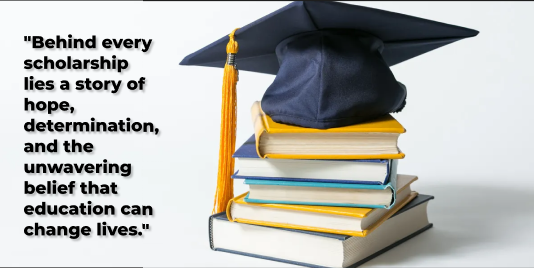 "Behind every
scholarship
lies a story of
hope,
determination,
and the
unwavering
belief that
education can
change lives."